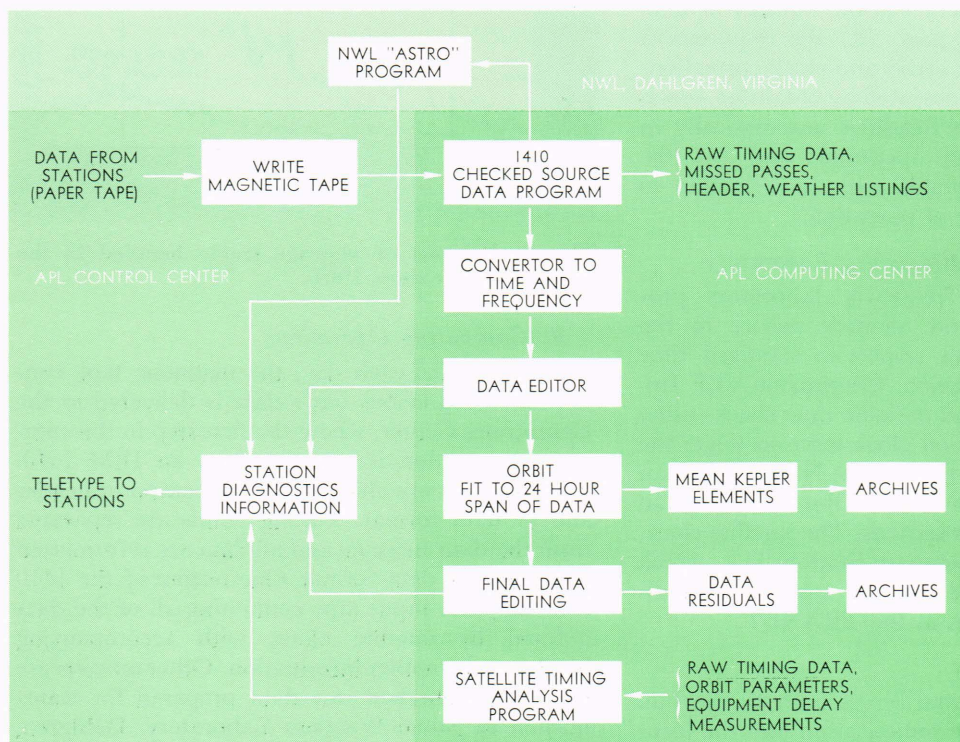 NWL "ASTRO"
PROGRAM
NWL, DAHLGREN, VIRGINIA
DATA FROM
STATIONS
(PAPER TAPE)
WRITE
MAGNETIC TAPE
1410
CHECKED SOURCE
DATA PROGRAM
RAW TIMING DATA,
MISSED PASSES,
HEADER, WEATHER LISTINGS
APL CONTROL CENTER
CONVERTOR TO
TIME AND
FREQUENCY
APL COMPUTING CENTER
DATA EDITOR
TELETYPE TO
STATIONS
STATION
DIAGNOSTICS
INFORMATION
ORBIT
FIT TO 24 HOUR
SPAN OF DATA
MEAN KEPLER
ELEMENTS
ARCHIVES
FINAL DATA
EDITING
DATA
RESIDUALS
ARCHIVES
SATELLITE TIMING
ANALYSIS
PROGRAM
RAW TIMING DATA,
ORBIT PARAMETERS,
EQUIPMENT DELAY
MEASUREMENTS